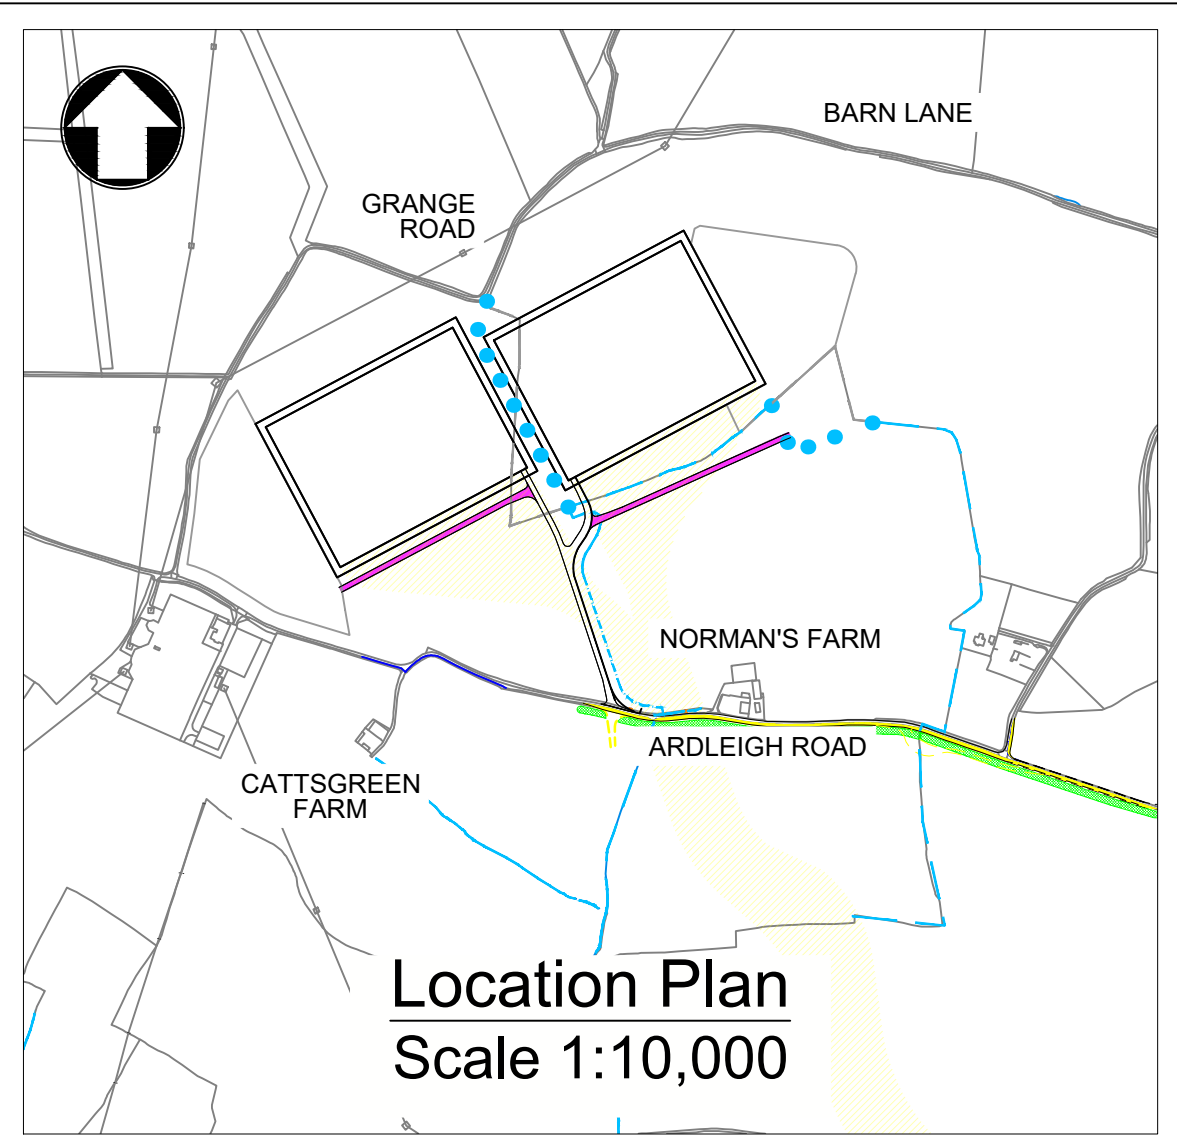 BARN LANE
GRANGE
ROAD
NORMAN'S FARM
ARDLEIGH ROAD
CATTSGREEN
FARM
Location Plan
Scale 1:10,000